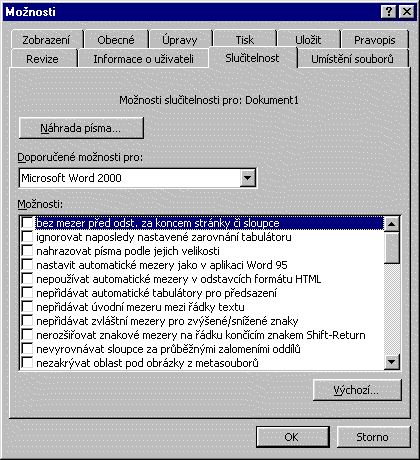 Možnosti
Zobrazení Obecné Úpravy Tisk Uložit Pravopis
Revize Informace o uživateli Slučitelnost Umístění souborů
Možnosti slučitelnosti pro: Dokument1
Náhrada písma...
Doporučené možnosti pro:
Microsoft Word 2000
Možnosti:
bez mezer před odst. za koncem stránky či sloupce
ignorovat naposledy nastavené zarovnání tabulátoru
nahrazovat písma podle jejich velikosti
nastavit automatické mezery jako v aplikaci Word 95
nepoužívat automatické mezery v odstavcích formátu HTML
nepřidávat automatické tabulátory pro předsazení
nepřidávat úvodní mezeru mezi řádky textu
nepřidávat zvláštní mezery pro zvýšené/snížené znaky
nerozšiřovat znakové mezery na řádku končícím znakem Shift-Return
nevyrovnávat sloupce za průběžnými zalomeními oddílů
nezakrývat oblast pod obrázky z metasouborů
Výchozí...
OK Storno